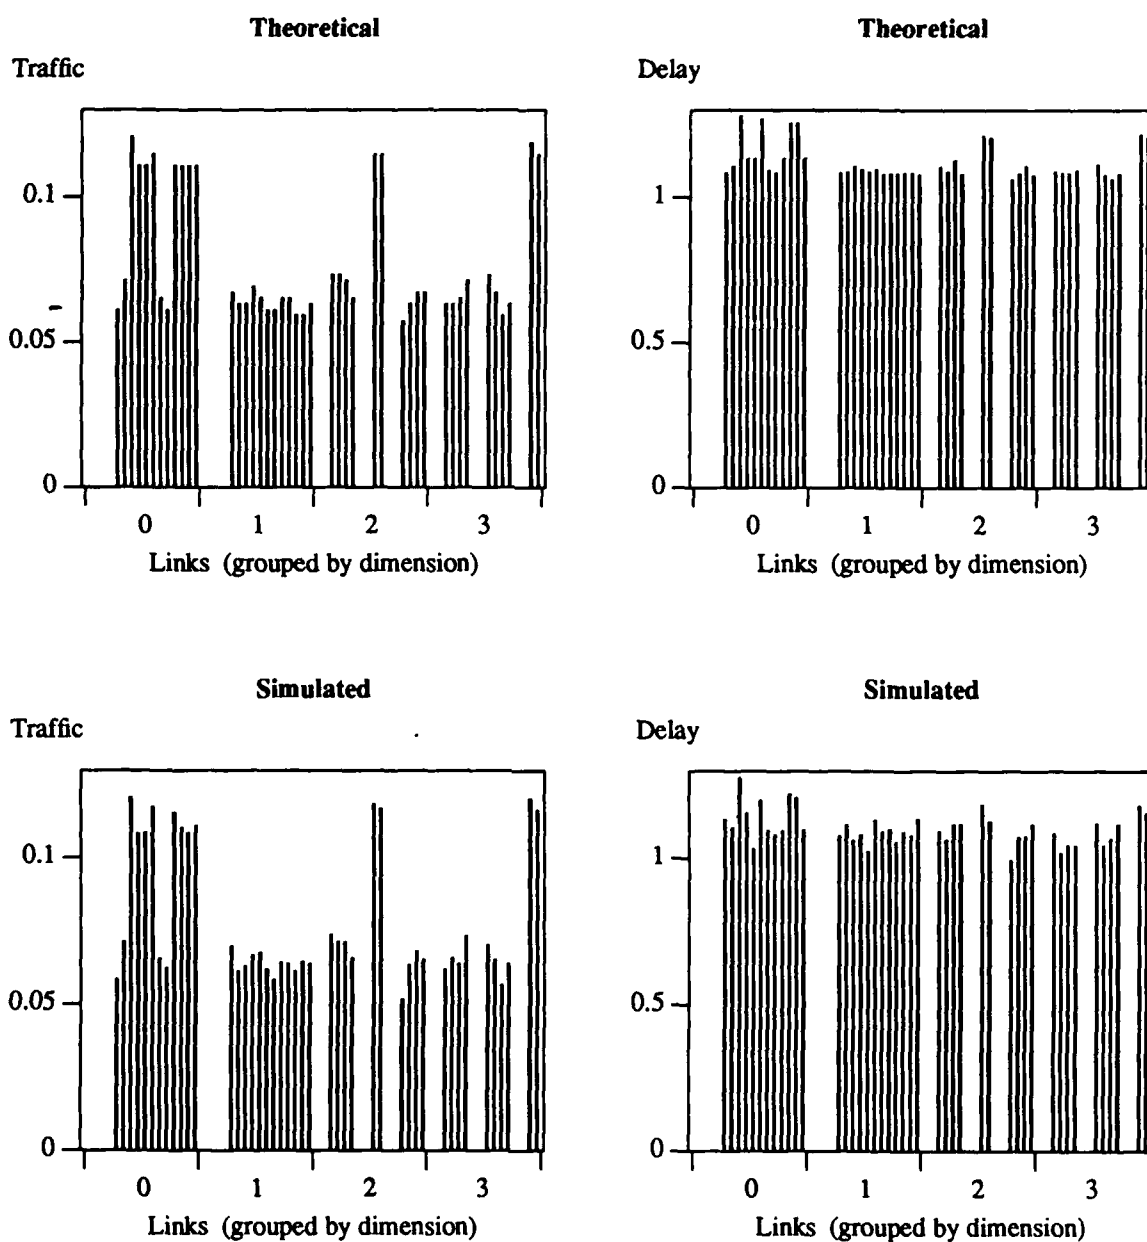 Theoretical
Traffic
0.1
0.05
0
0 1 2 3
Links (grouped by dimension)
Theoretical
Delay
1
0.5
0
0 1 2 3
Links (grouped by dimension)
Simulated
Traffic
0.1
0.05
0
0 1 2 3
Links (grouped by dimension)
Simulated
Delay
1
0.5
0
0 1 2 3
Links (grouped by dimension)